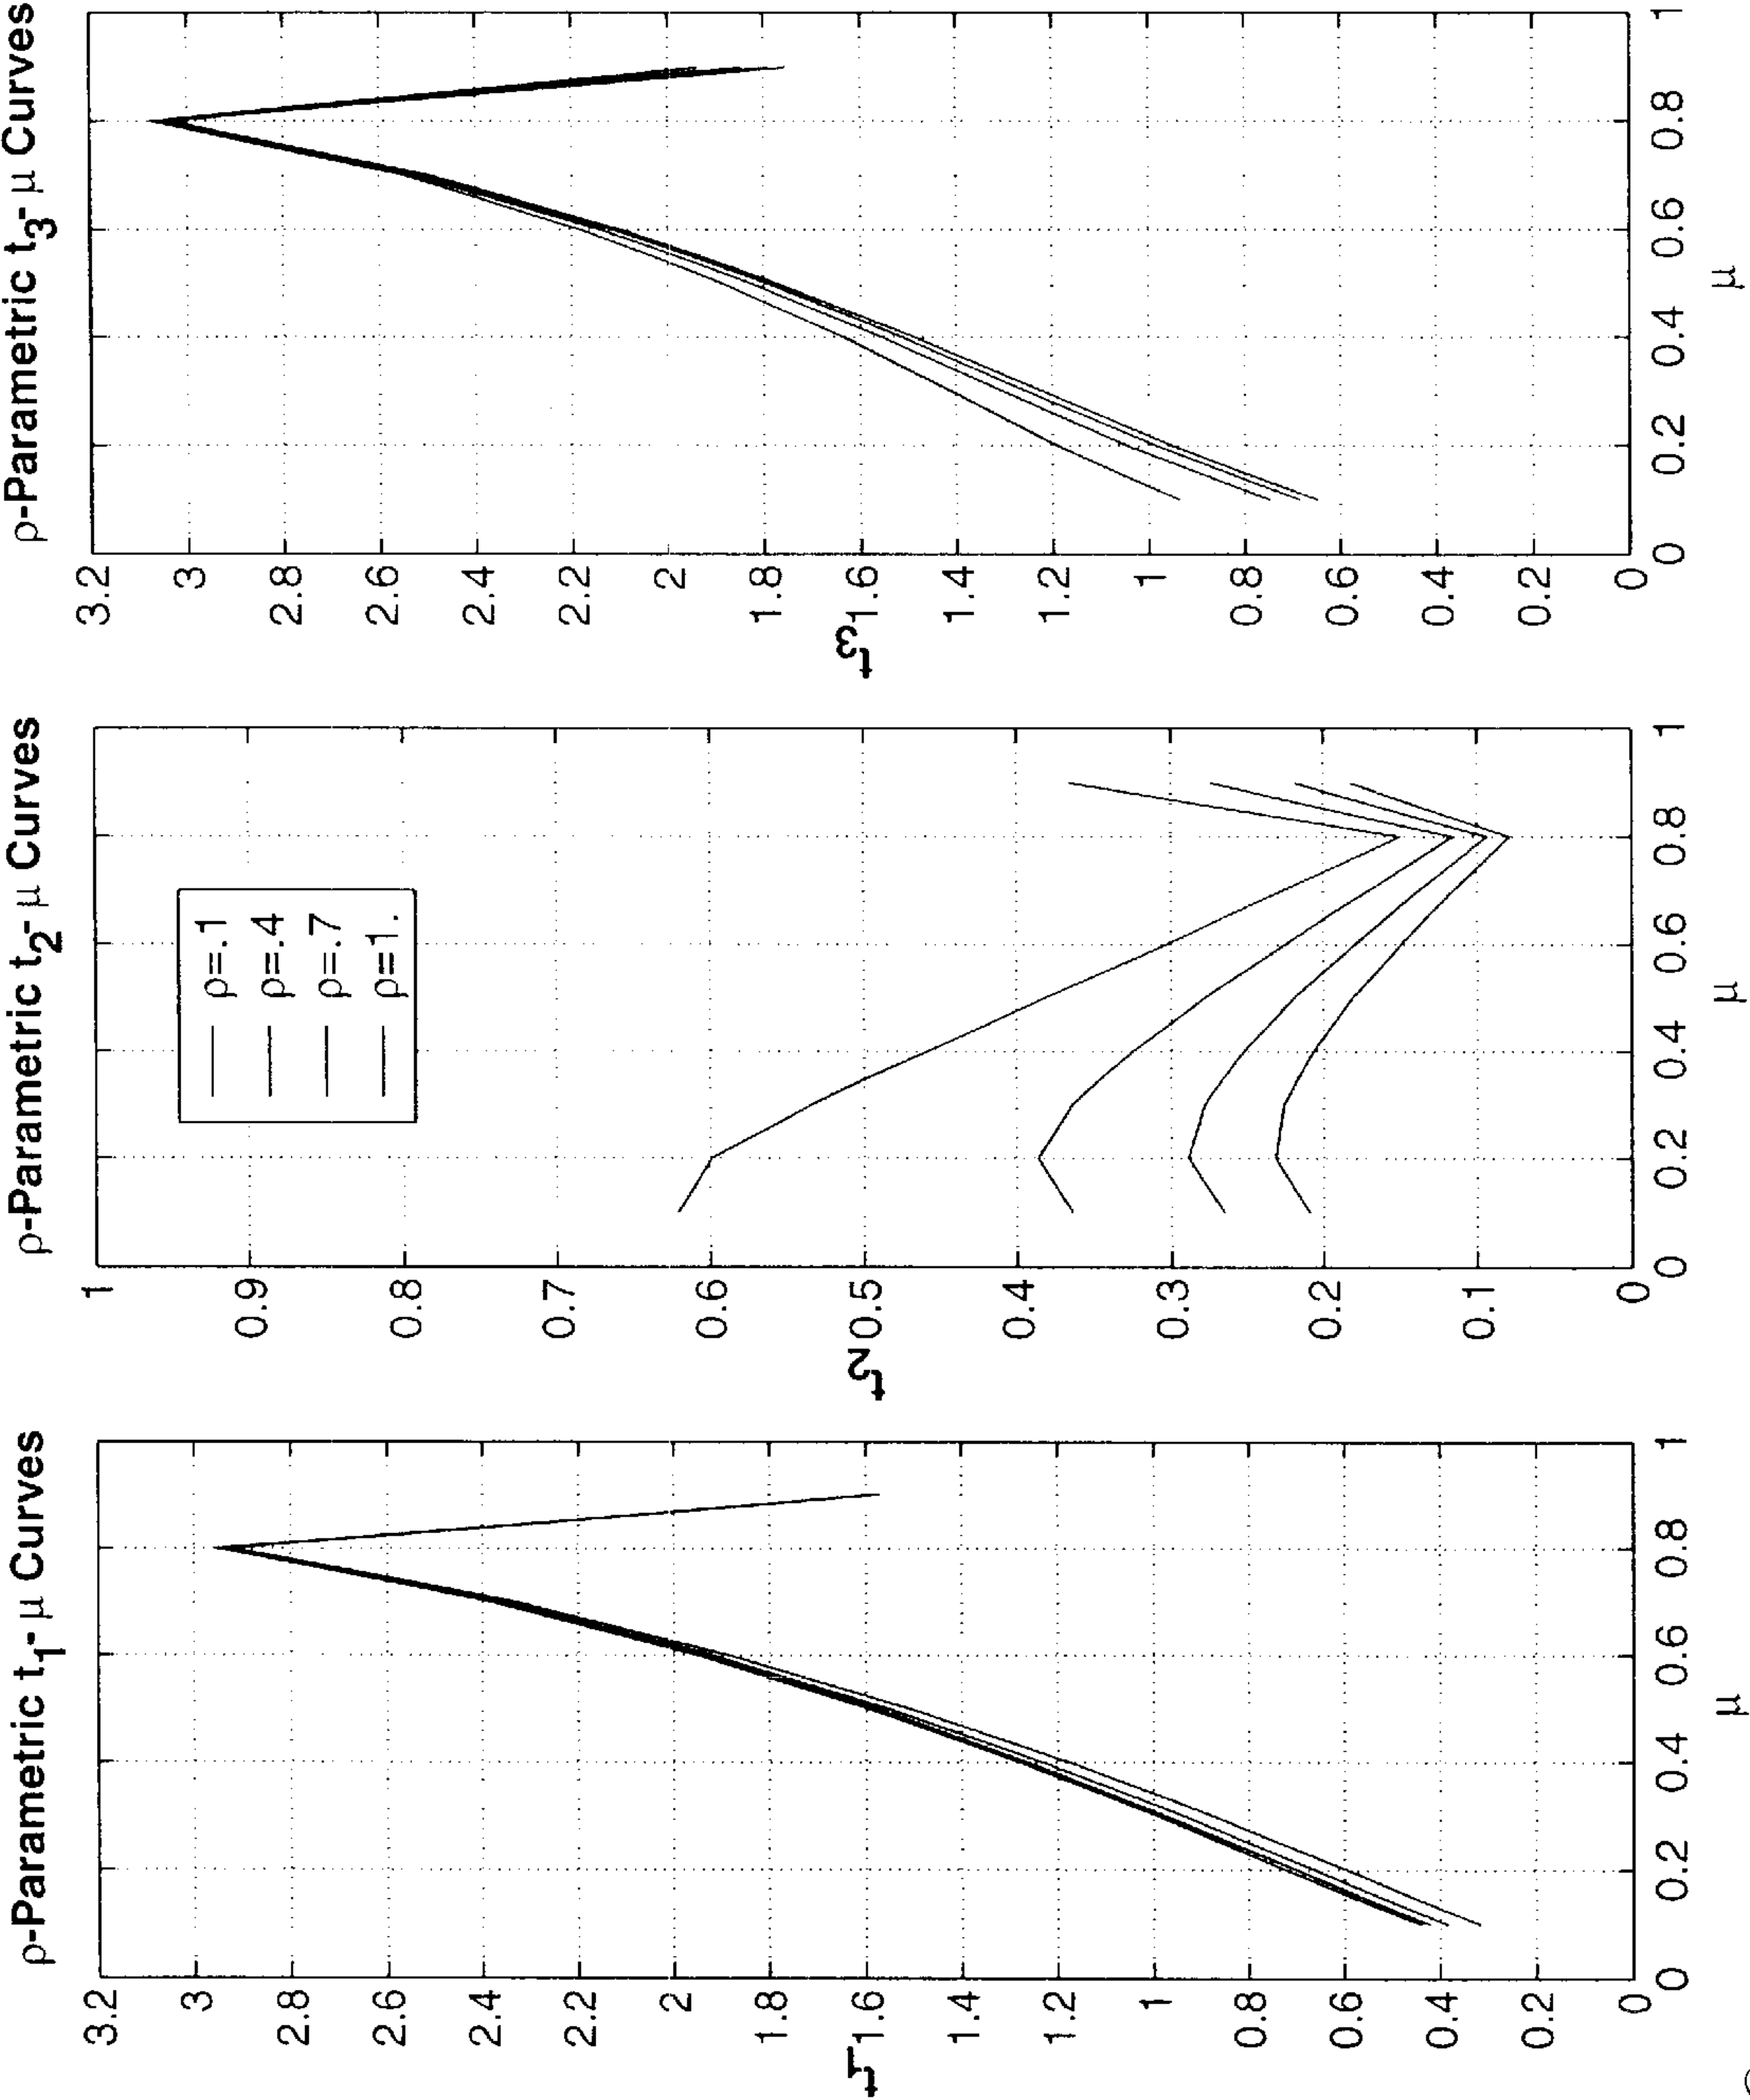 ρ-Parametric t1- μ Curves
3.2
3
2.8
2.6
2.4
2.2
2
1.8
1.6
1.4
1.2
1
0.8
0.6
0.4
0.2
0
t1
0 0.2 0.4 0.6 0.8 1
μ
ρ-Parametric t2- μ Curves
1
0.9
0.8
0.7
0.6
0.5
0.4
0.3
0.2
0.1
0
t2
ρ=.1
ρ=.4
ρ=.7
ρ=1.
0 0.2 0.4 0.6 0.8 1
μ
ρ-Parametric t3- μ Curves
3.2
3
2.8
2.6
2.4
2.2
2
1.8
1.6
1.4
1.2
1
0.8
0.6
0.4
0.2
0
t3
0 0.2 0.4 0.6 0.8 1
μ